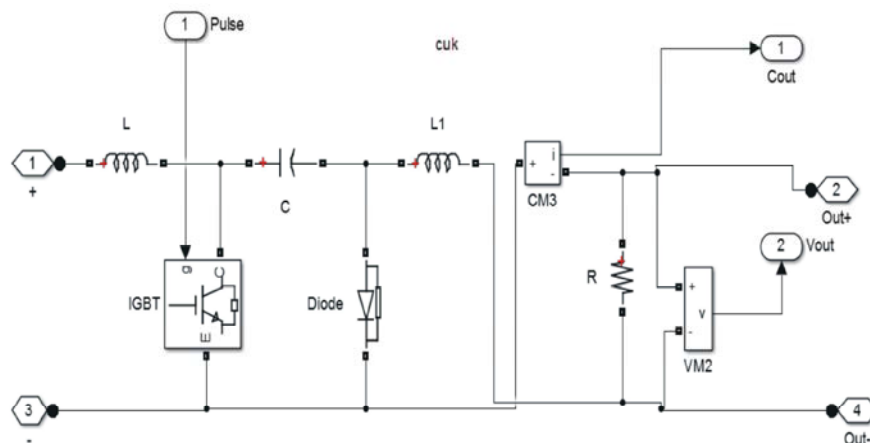 1
Pulse
cuk
1
Cout
L
L1
1
+
+
i
-
CM3
C
2
Out+
g
C
E
IGBT
Diode
R
2
Vout
+
v
-
VM2
3
-
4
Out-